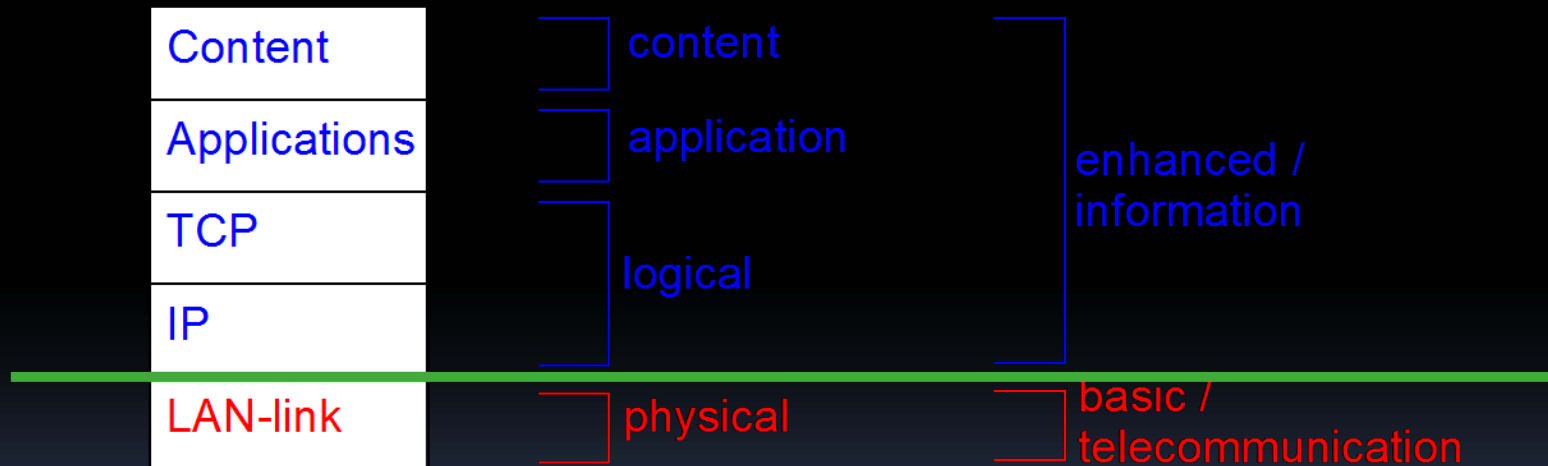 Content
content
Applications
application
enhanced /
information
TCP
logical
IP
LAN-link
physical
basic /
telecommunication